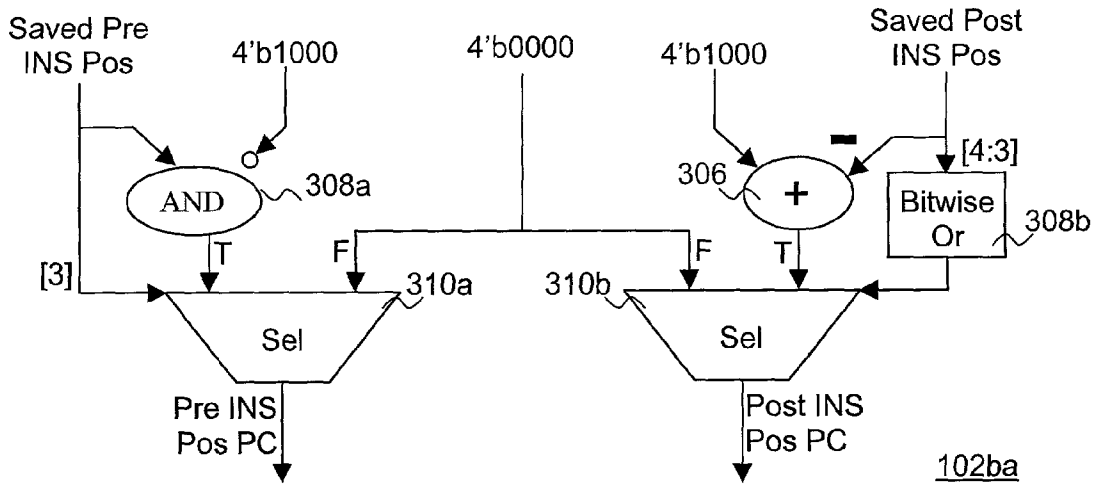 Saved Pre
INS Pos
4'b1000
4'b0000
4'b1000
Saved Post
INS Pos
AND
308a
306
+
[4:3]
Bitwise
Or
308b
T
F
F
T
[3]
310a
310b
Sel
Sel
Pre INS
Pos PC
Post INS
Pos PC
102ba